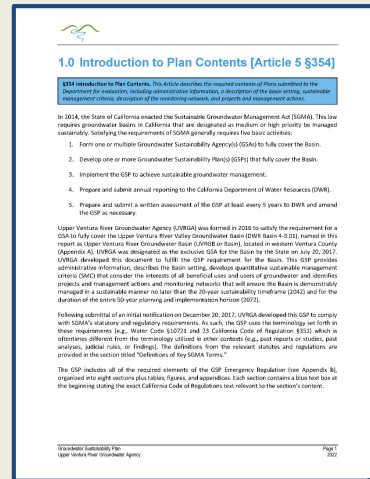 1.0 Introduction to Plan Contents [Article 5 §354]
§354 Introduction to Plan Contents. This Article describes the required contents of Plans submitted to the
Department for evaluation, including administrative information, a description of the basin setting, sustainable
management criteria, description of the monitoring network, and projects and management actions.
In 2014, the State of California enacted the Sustainable Groundwater Management Act (SGMA). This law
requires groundwater basins in California that are designated as medium or high priority be managed
sustainably. Satisfying the requirements of SGMA generally requires five basic activities:
1. Form one or multiple Groundwater Sustainability Agency(s) (GSAs) to fully cover the Basin.
2. Develop one or more Groundwater Sustainability Plan(s) (GSPs) that fully cover the Basin.
3. Implement the GSP to achieve sustainable groundwater management.
4. Prepare and submit annual reporting to the California Department of Water Resources (DWR).
5. Prepare and submit a written assessment of the GSP at least every 5 years to DWR and amend
the GSP as necessary.
Upper Ventura River Groundwater Agency (UVRGA) was formed in 2016 to satisfy the requirement for a
GSA to fully cover the Upper Ventura River Valley Groundwater Basin (DWR Basin 4-3.01), named in this
report as Upper Ventura River Groundwater Basin (UVRGB or Basin), located in western Ventura County
(Appendix A). UVRGA was designated as the exclusive GSA for the Basin by the State on July 20, 2017.
UVRGA developed this document to fulfill the GSP requirement for the Basin. This GSP provides
administrative information, describes the Basin setting, develops quantitative sustainable management
criteria (SMC) that consider the interests of all beneficial uses and users of groundwater and identifies
projects and management actions and monitoring networks that will ensure the Basin is demonstrably
managed in a sustainable manner no later than the 20-year sustainability timeframe (2042) and for the
duration of the entire 50-year planning and implementation horizon (2072).
Following submittal of an initial notification on December 20, 2017, UVRGA developed this GSP to comply
with SGMA's statutory and regulatory requirements. As such, the GSP uses the terminology set forth in
these requirements (e.g., Water Code §10721 and 23 California Code of Regulation §351) which is
oftentimes different from the terminology utilized in other contexts (e.g., past reports or studies, past
analyses, judicial rules, or findings). The definitions from the relevant statutes and regulations are
provided in the section titled "Definitions of Key SGMA Terms."
The GSP includes all of the required elements of the GSP Emergency Regulation (see Appendix B),
organized into eight sections plus tables, figures, and appendices. Each section contains a blue text box at
the beginning stating the exact California Code of Regulations text relevant to the section's content.
Groundwater Sustainability Plan Page 1
Upper Ventura River Groundwater Agency 2022